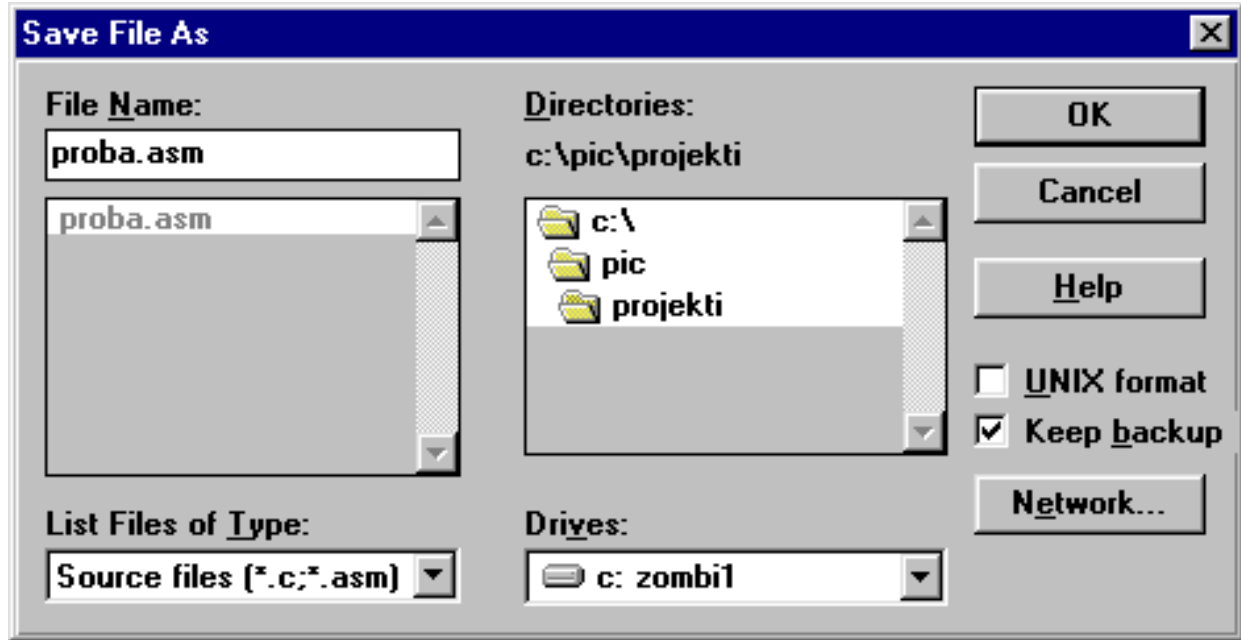 Save File As
File Name:
proba.asm
proba.asm
List Files of Type:
Source files (*.c;*.asm)
Directories:
c:\pic\projekti
c:\
pic
projekti
Drives:
c: zombi1
OK
Cancel
Help
UNIX format
Keep backup
Network...